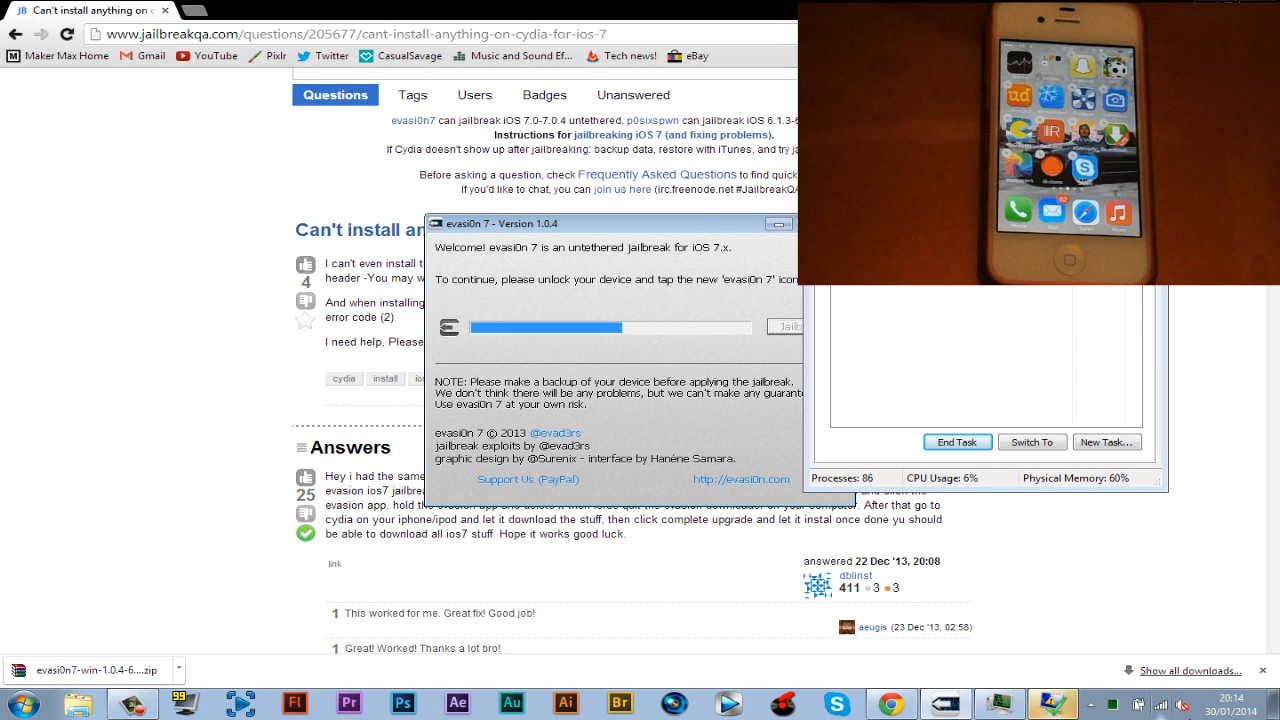 Can't install anything on c
www.jailbreakqa.com/questions/205677/cant-install-anything-on-cydia-for-ios-7
Maker Max Home Gmail YouTube Pixlr Twitter CasualSavage Music and Sound Ef... Tech news! eBay
Questions Tags Users Badges Unanswered
evasi0n7 can jailbreak iOS 7.0-7.0.4 untethered. p0sixspwn can jailbreak iOS 6.1.3-6
Instructions for jailbreaking iOS 7 (and fixing problems).
If Cydia doesn't show up after jailbreaking: backup data, restore with iTunes, and try
Before asking a question, check Frequently Asked Questions to find quick
If you'd like to chat, you can join us here (irc.freenode.net #JailbreakQA
Can't install an
I can't even install t
header -You may w
4
And when installing
error code (2)
I need help, Please
cydia install
evasi0n 7 - Version 1.0.4
Welcome! evasi0n 7 is an untethered jailbreak for iOS 7.x.
To continue, please unlock your device and tap the new 'evasi0n 7' icon
Jailb
NOTE: Please make a backup of your device before applying the jailbreak.
We don't think there will be any problems, but we can't make any guarante
Use evasi0n 7 at your own risk.
evasi0n 7 © 2013 @evad3rs
jailbreak exploits by @evad3rs
graphic design by @Surenix - interface by Hanéne Samara.
Support Us (PayPal) http://evasi0n.com
End Task Switch To New Task...
Processes: 86 CPU Usage: 6% Physical Memory: 60%
Answers
25
Hey i had the same
evasion ios7 jailbrea
evasion app, hold the evasion app and delete it then force quit the evasion downloader on your computer. After that go to
cydia on your iphone/ipod and let it download the stuff, then click complete upgrade and let it instal once done yu should
be able to download all ios7 stuff. Hope it works good luck.
link
answered 22 Dec '13, 20:08
dblinst
411 3 3
1 This worked for me. Great fix! Good job!
aeugis (23 Dec '13, 02:58)
1 Great! Worked! Thanks a lot bro!
evasi0n7-win-1.0.4-6....zip
Show all downloads...
99 Fl Pr Ps Ae Au Ai Br
20:14
30/01/2014